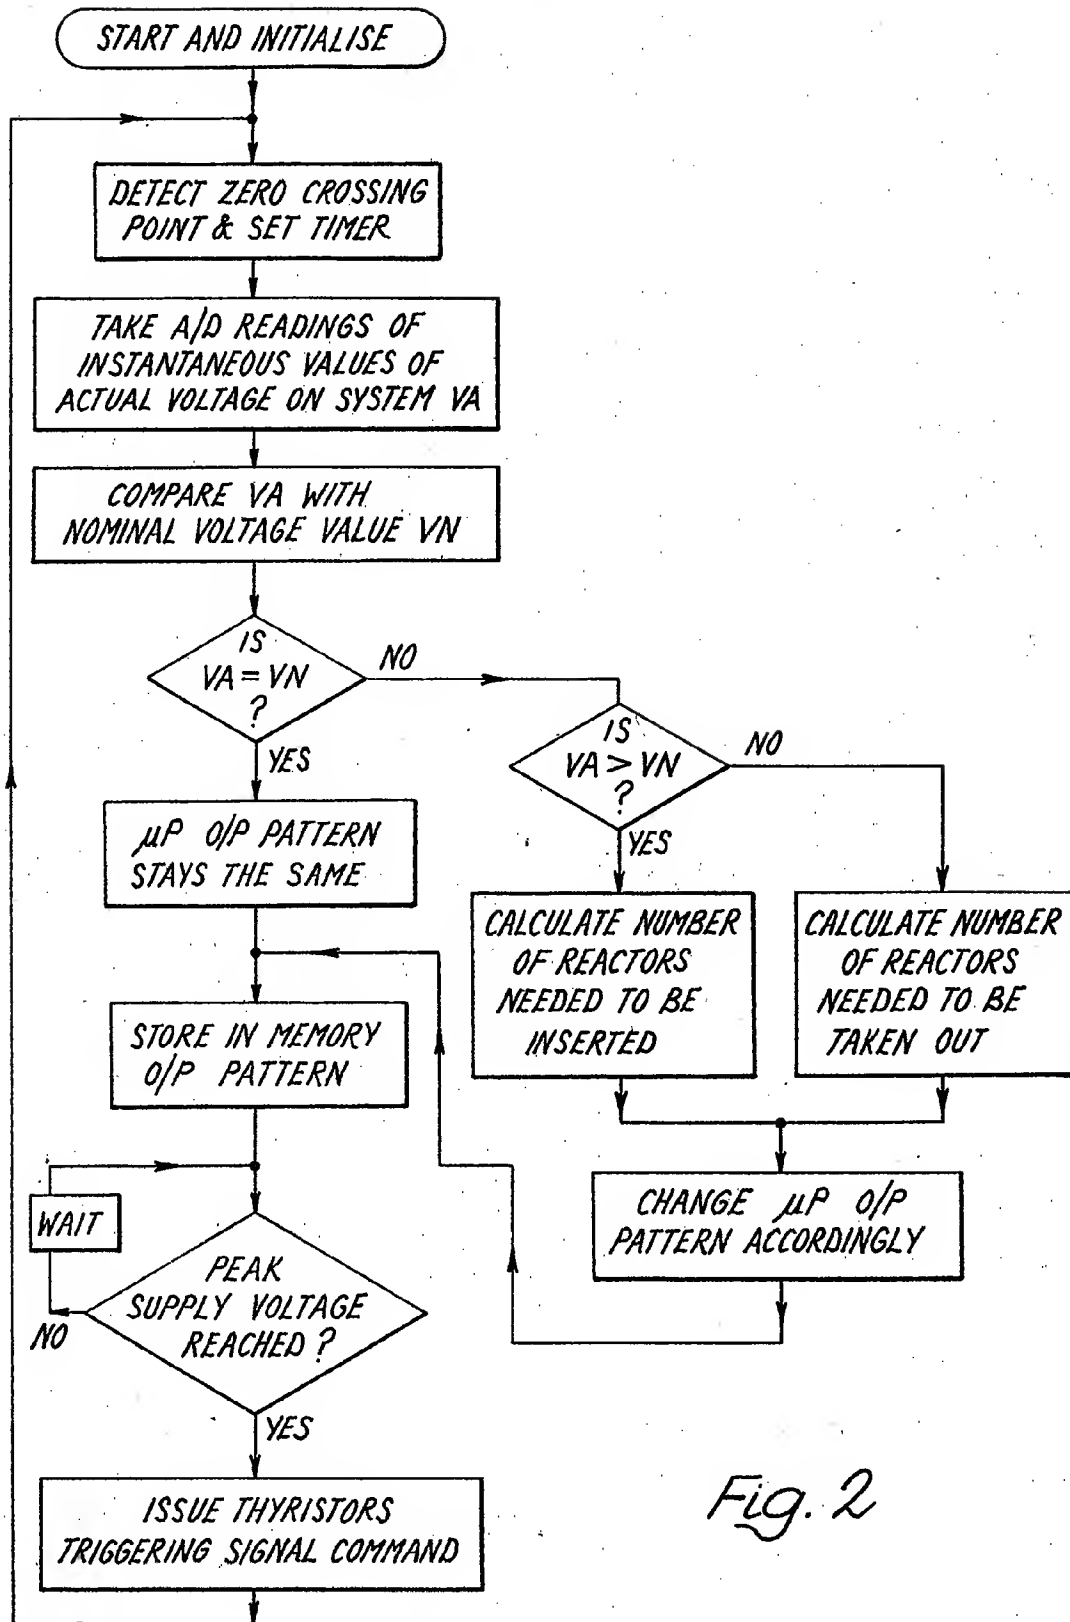 START AND INITIALISE
DETECT ZERO CROSSING
POINT & SET TIMER
TAKE A/D READINGS OF
INSTANTANEOUS VALUES OF
ACTUAL VOLTAGE ON SYSTEM VA
COMPARE VA WITH
NOMINAL VOLTAGE VALUE VN
IS
VA = VN
?
NO
YES
IS
VA > VN
?
NO
YES
μP O/P PATTERN
STAYS THE SAME
CALCULATE NUMBER
OF REACTORS
NEEDED TO BE
INSERTED
CALCULATE NUMBER
OF REACTORS
NEEDED TO BE
TAKEN OUT
STORE IN MEMORY
O/P PATTERN
CHANGE μP O/P
PATTERN ACCORDINGLY
WAIT
PEAK
SUPPLY VOLTAGE
REACHED ?
NO
YES
ISSUE THYRISTORS
TRIGGERING SIGNAL COMMAND
Fig. 2